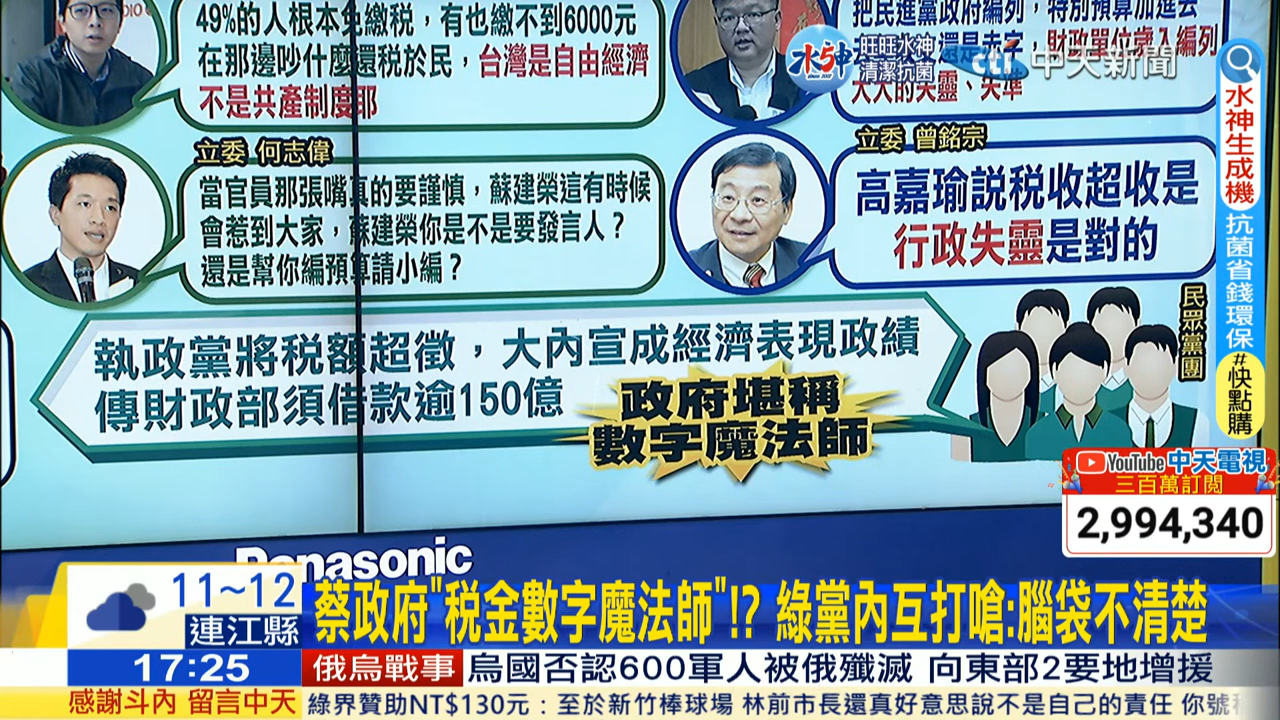 49%的人根本免繳稅，有也繳不到6000元
在那邊吵什麼還稅於民，台灣是自由經濟
不是共產制度耶
把民進黨政府編列，特別預算加進去
還是赤字，財政單位歲入編列
大大的失靈、失準
水神
旺旺水神
清潔抗菌
cti 中天新聞
立委 何志偉
當官員那張嘴真的要謹慎，蘇建榮這有時候
會惹到大家，蘇建榮你是不是要發言人？
還是幫你編預算請小編？
立委 曾銘宗
高嘉瑜說稅收超收是
行政失靈是對的
執政黨將稅額超徵，大內宣成經濟表現政績
傳財政部須借款逾150億
政府堪稱
數字魔法師
民眾黨團
水神生成機
抗菌省錢環保
#快點購
YouTube 中天電視
三百萬訂閱
2,994,340
Panasonic
11~12
連江縣
蔡政府"稅金數字魔法師"!? 綠黨內互打嗆:腦袋不清楚
17:25
俄烏戰事 烏國否認600軍人被俄殲滅 向東部2要地增援
感謝斗內 留言中天
綠界贊助NT$130元：至於新竹棒球場 林前市長還真好意思說不是自己的責任 你號稱